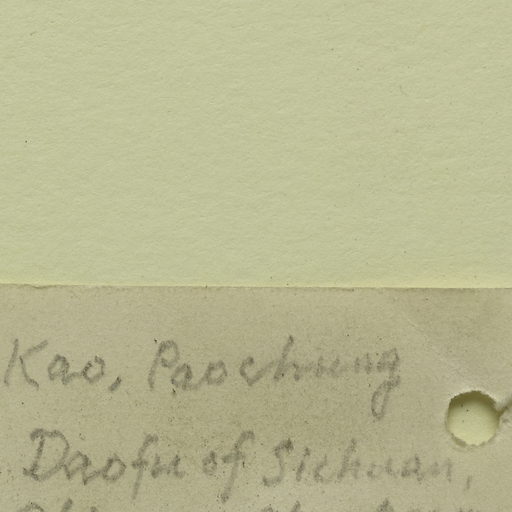 Kao, Paochung
Daofu of Sichuan,